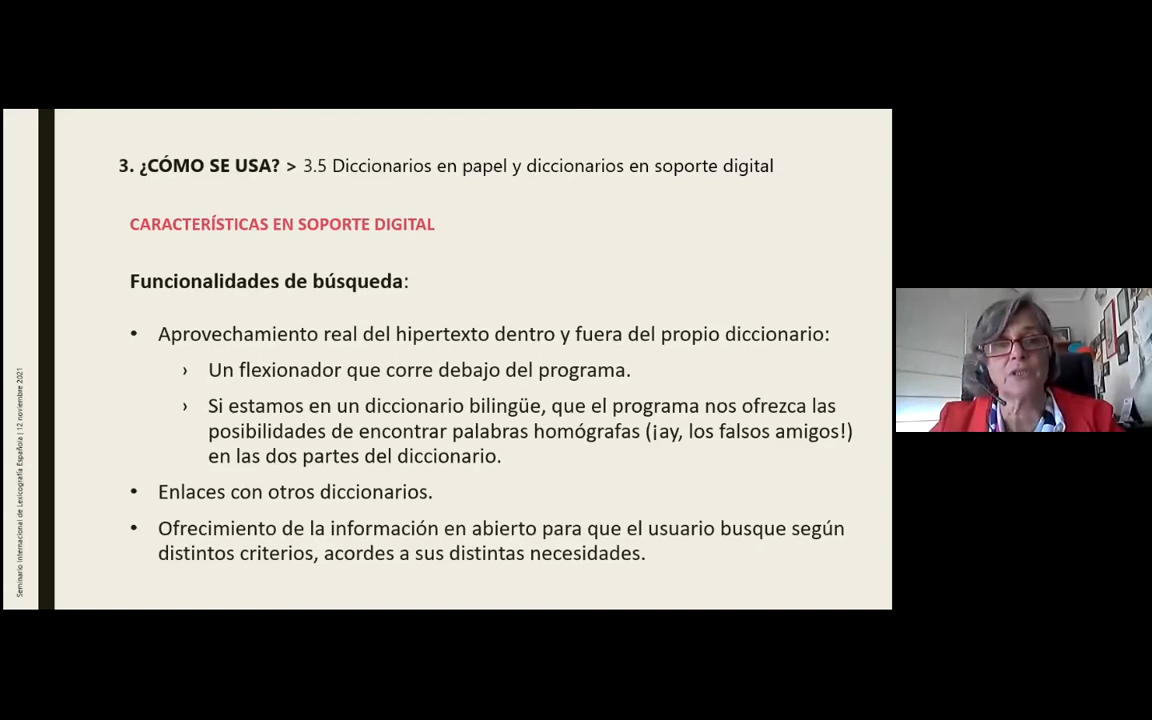 3. ¿CÓMO SE USA? > 3.5 Diccionarios en papel y diccionarios en soporte digital
CARACTERÍSTICAS EN SOPORTE DIGITAL
Funcionalidades de búsqueda:
• Aprovechamiento real del hipertexto dentro y fuera del propio diccionario:
› Un flexionador que corre debajo del programa.
› Si estamos en un diccionario bilingüe, que el programa nos ofrezca las
posibilidades de encontrar palabras homógrafas (¡ay, los falsos amigos!)
en las dos partes del diccionario.
• Enlaces con otros diccionarios.
• Ofrecimiento de la información en abierto para que el usuario busque según
distintos criterios, acordes a sus distintas necesidades.
Seminario Internacional de Lexicografía Española | 12 noviembre 2021